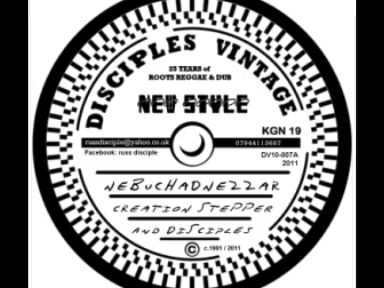 DISCIPLES VINTAGE
25 YEARS of
ROOTS REGGAE & DUB
NEW STYLE
KGN 19
russdisciple@yahoo.co.uk
Facebook: russ disciple
DV10-007A
2011
NEBUCHADNEZZAR
CREATION STEPPER
AND DISCIPLES
© c.1991 / 2011